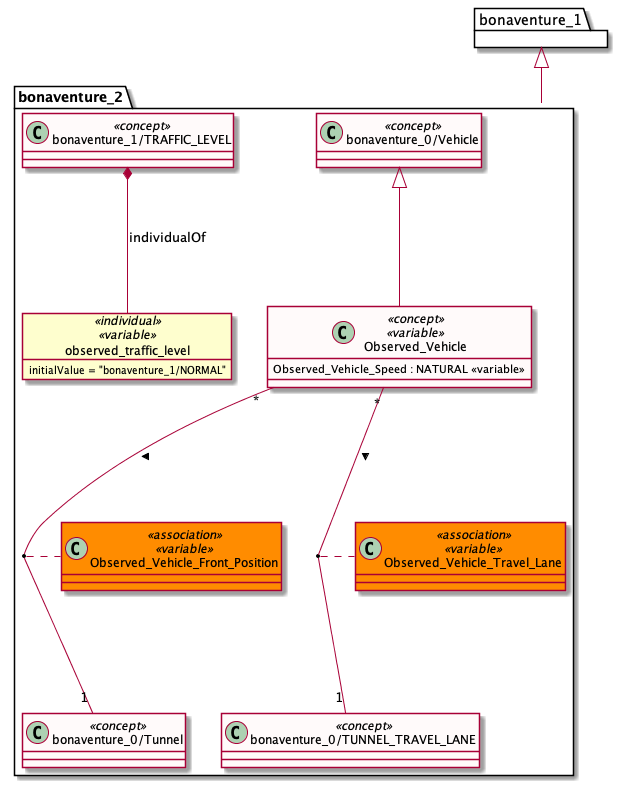 bonaventure_1
bonaventure_2
C «concept»
bonaventure_1/TRAFFIC_LEVEL
C «concept»
bonaventure_0/Vehicle
individualOf
«individual»
«variable»
observed_traffic_level
initialValue = "bonaventure_1/NORMAL"
C «concept»
«variable»
Observed_Vehicle
Observed_Vehicle_Speed : NATURAL «variable»
*
*
C «association»
«variable»
Observed_Vehicle_Front_Position
C «association»
«variable»
Observed_Vehicle_Travel_Lane
1
1
C «concept»
bonaventure_0/Tunnel
C «concept»
bonaventure_0/TUNNEL_TRAVEL_LANE